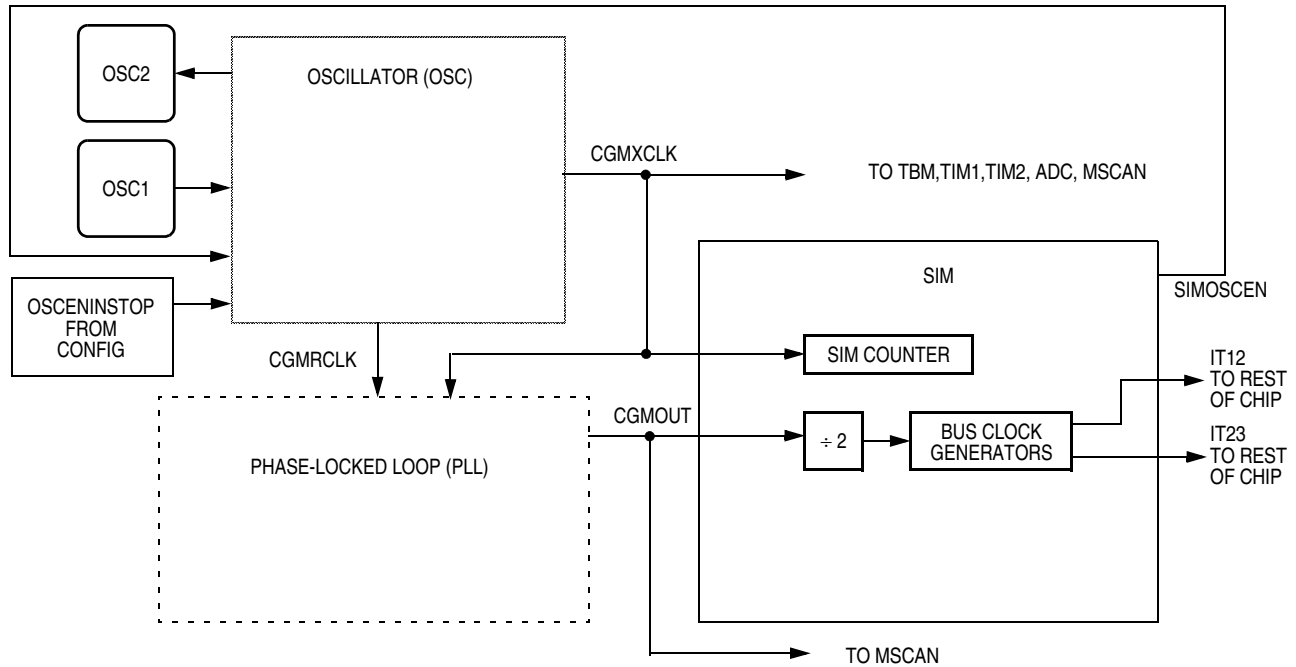 OSC2
OSCILLATOR (OSC)
OSC1
CGMXCLK
TO TBM,TIM1,TIM2, ADC, MSCAN
OSCENINSTOP
FROM
CONFIG
SIM
SIMOSCEN
CGMRCLK
SIM COUNTER
IT12
TO REST
OF CHIP
CGMOUT
÷ 2
BUS CLOCK
GENERATORS
IT23
TO REST
OF CHIP
PHASE-LOCKED LOOP (PLL)
TO MSCAN